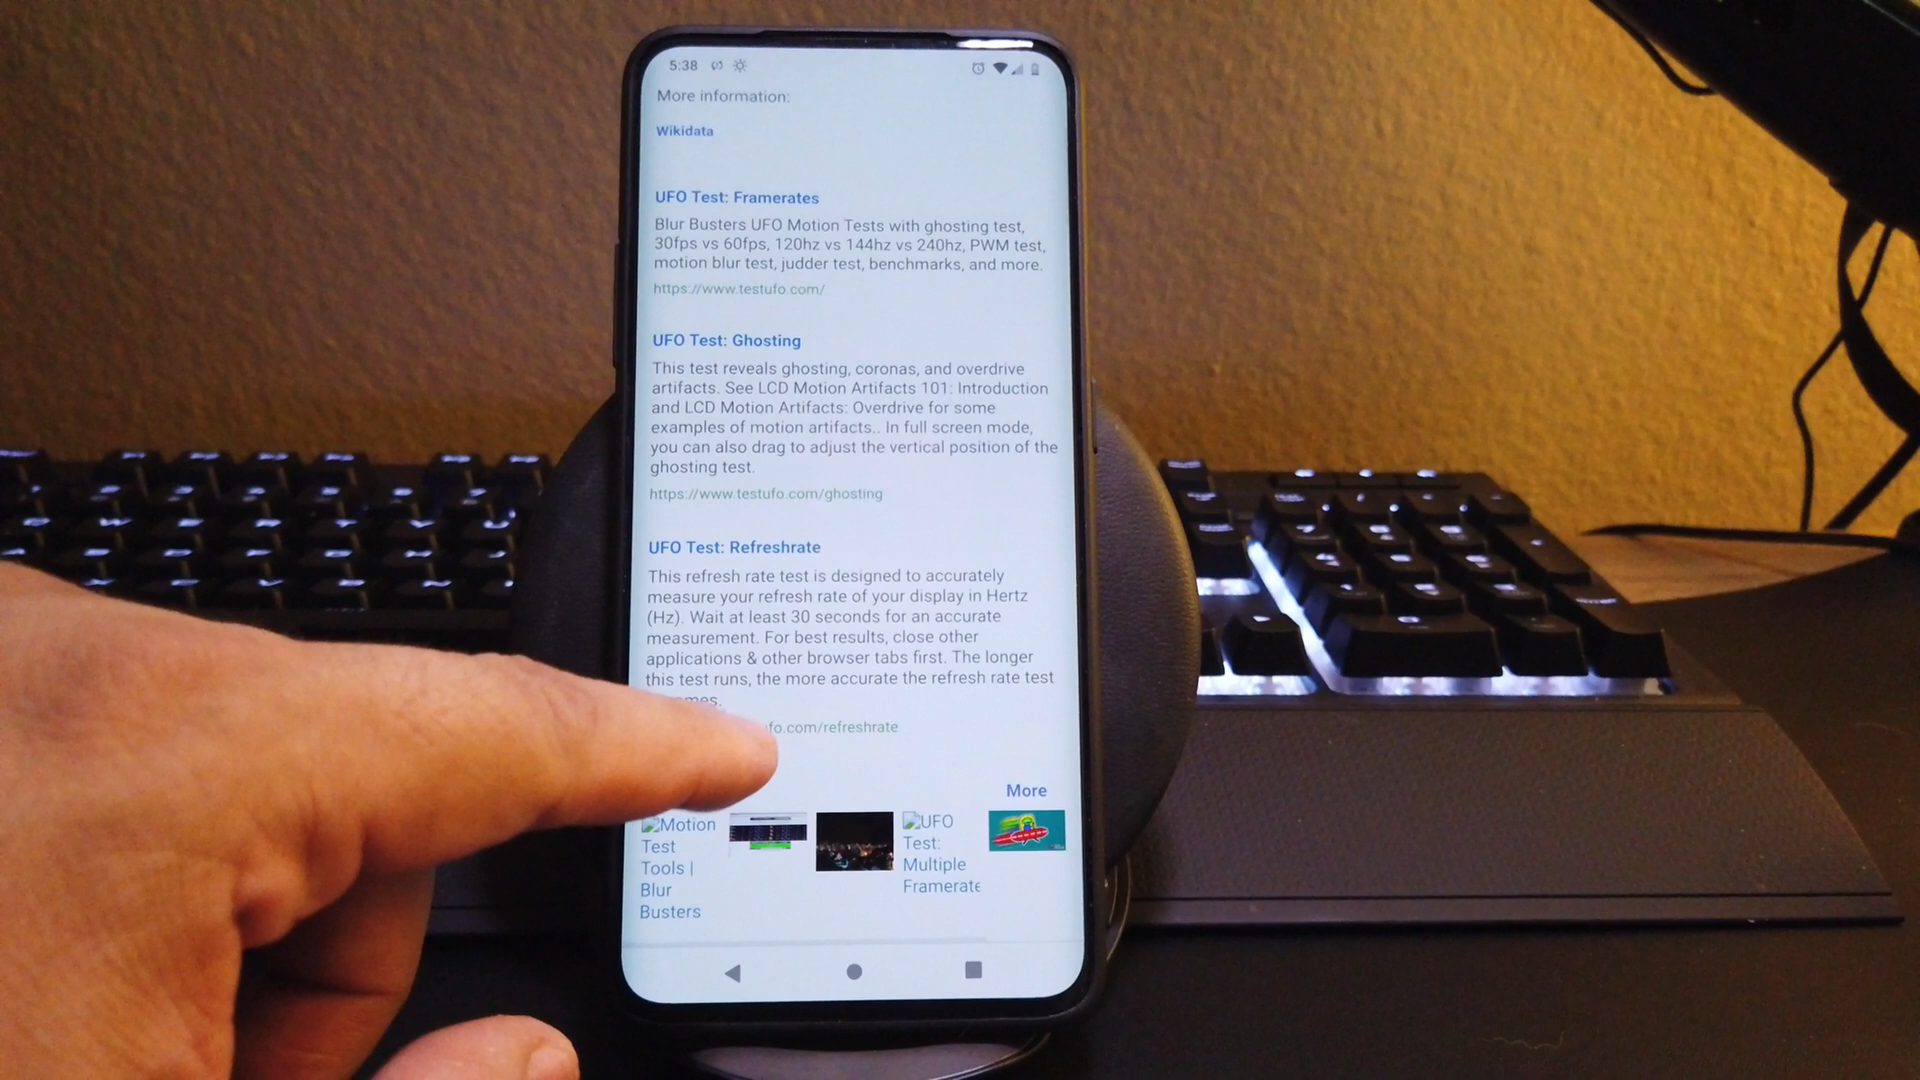 5:38
More information:
Wikidata
UFO Test: Framerates
Blur Busters UFO Motion Tests with ghosting test,
30fps vs 60fps, 120hz vs 144hz vs 240hz, PWM test,
motion blur test, judder test, benchmarks, and more.
https://www.testufo.com/
UFO Test: Ghosting
This test reveals ghosting, coronas, and overdrive
artifacts. See LCD Motion Artifacts 101: Introduction
and LCD Motion Artifacts: Overdrive for some
examples of motion artifacts.. In full screen mode,
you can also drag to adjust the vertical position of the
ghosting test.
https://www.testufo.com/ghosting
UFO Test: Refreshrate
This refresh rate test is designed to accurately
measure your refresh rate of your display in Hertz
(Hz). Wait at least 30 seconds for an accurate
measurement. For best results, close other
applications & other browser tabs first. The longer
this test runs, the more accurate the refresh rate test
mes.
ufo.com/refreshrate
More
Motion
Test
Tools |
Blur
Busters
UFO
Test:
Multiple
Framerate